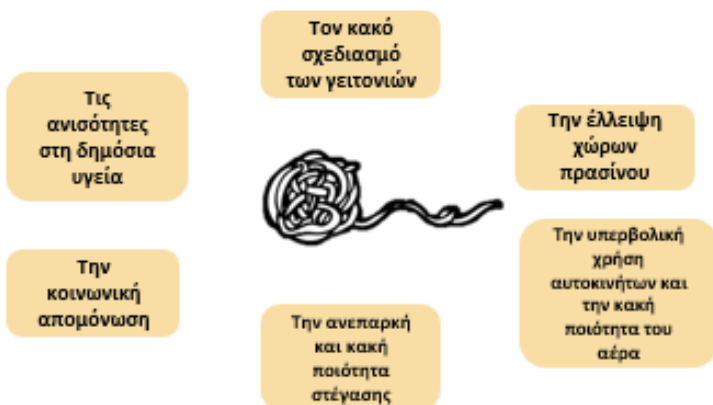 Τον κακό
σχεδιασμό
των γειτονιών
Τις
ανισότητες
στη δημόσια
υγεία
Την έλλειψη
χώρων
πρασίνου
Την υπερβολική
χρήση
αυτοκινήτων και
την κακή
ποιότητα του
αέρα
Την
κοινωνική
απομόνωση
Την ανεπαρκή
και κακή
ποιότητα
στέγασης